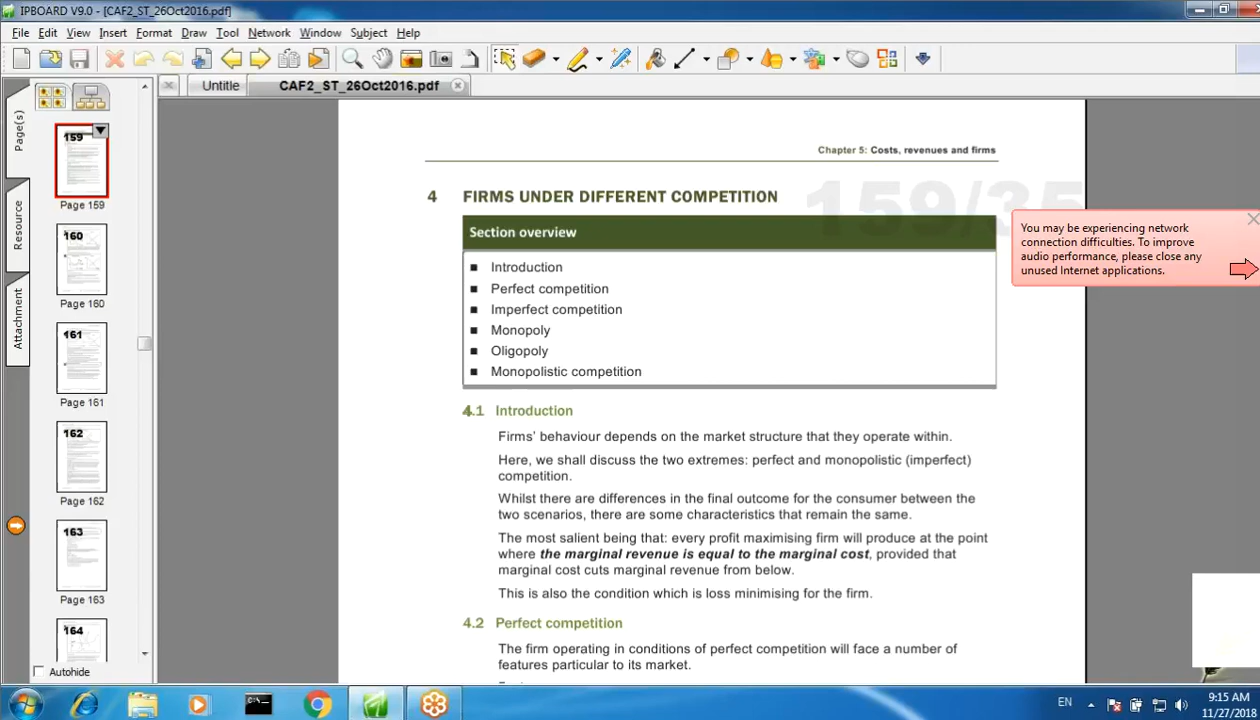 IPBOARD V9.0 - [CAF2_ST_26Oct2016.pdf]
File Edit View Insert Format Draw Tool Network Window Subject Help
Untitle CAF2_ST_26Oct2016.pdf
Page(s)
Resource
Attachment
159
Page 159
160
Page 160
161
Page 161
162
Page 162
163
Page 163
164
Autohide
Chapter 5: Costs, revenues and firms
159/35
4 FIRMS UNDER DIFFERENT COMPETITION
Section overview
■ Introduction
■ Perfect competition
■ Imperfect competition
■ Monopoly
■ Oligopoly
■ Monopolistic competition
4.1 Introduction
Firms' behaviour depends on the market structure that they operate within.
Here, we shall discuss the two extremes: perfect and monopolistic (imperfect)
competition.
Whilst there are differences in the final outcome for the consumer between the
two scenarios, there are some characteristics that remain the same.
The most salient being that: every profit maximising firm will produce at the point
where the marginal revenue is equal to the marginal cost, provided that
marginal cost cuts marginal revenue from below.
This is also the condition which is loss minimising for the firm.
4.2 Perfect competition
The firm operating in conditions of perfect competition will face a number of
features particular to its market.
You may be experiencing network
connection difficulties. To improve
audio performance, please close any
unused Internet applications.
EN
9:15 AM
11/27/2018